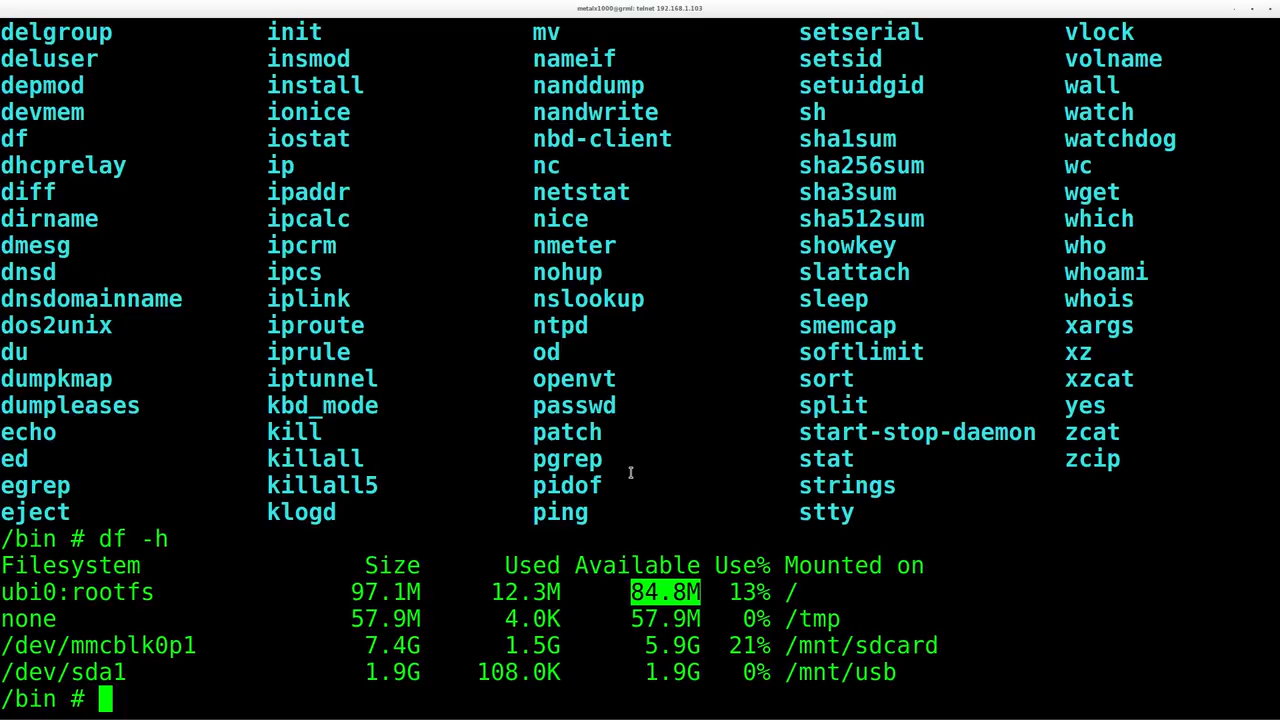 metalx1000@grml: telnet 192.168.1.103
delgroup init mv setserial vlock
deluser insmod nameif setsid volname
depmod install nanddump setuidgid wall
devmem ionice nandwrite sh watch
df iostat nbd-client sha1sum watchdog
dhcprelay ip nc sha256sum wc
diff ipaddr netstat sha3sum wget
dirname ipcalc nice sha512sum which
dmesg ipcrm nmeter showkey who
dnsd ipcs nohup slattach whoami
dnsdomainname iplink nslookup sleep whois
dos2unix iproute ntpd smemcap xargs
du iprule od softlimit xz
dumpkmap iptunnel openvt sort xzcat
dumpleases kbd_mode passwd split yes
echo kill patch start-stop-daemon zcat
ed killall pgrep stat zcip
egrep killall5 pidof strings
eject klogd ping stty
/bin # df -h
Filesystem Size Used Available Use% Mounted on
ubi0:rootfs 97.1M 12.3M 84.8M 13% /
none 57.9M 4.0K 57.9M 0% /tmp
/dev/mmcblk0p1 7.4G 1.5G 5.9G 21% /mnt/sdcard
/dev/sda1 1.9G 108.0K 1.9G 0% /mnt/usb
/bin #